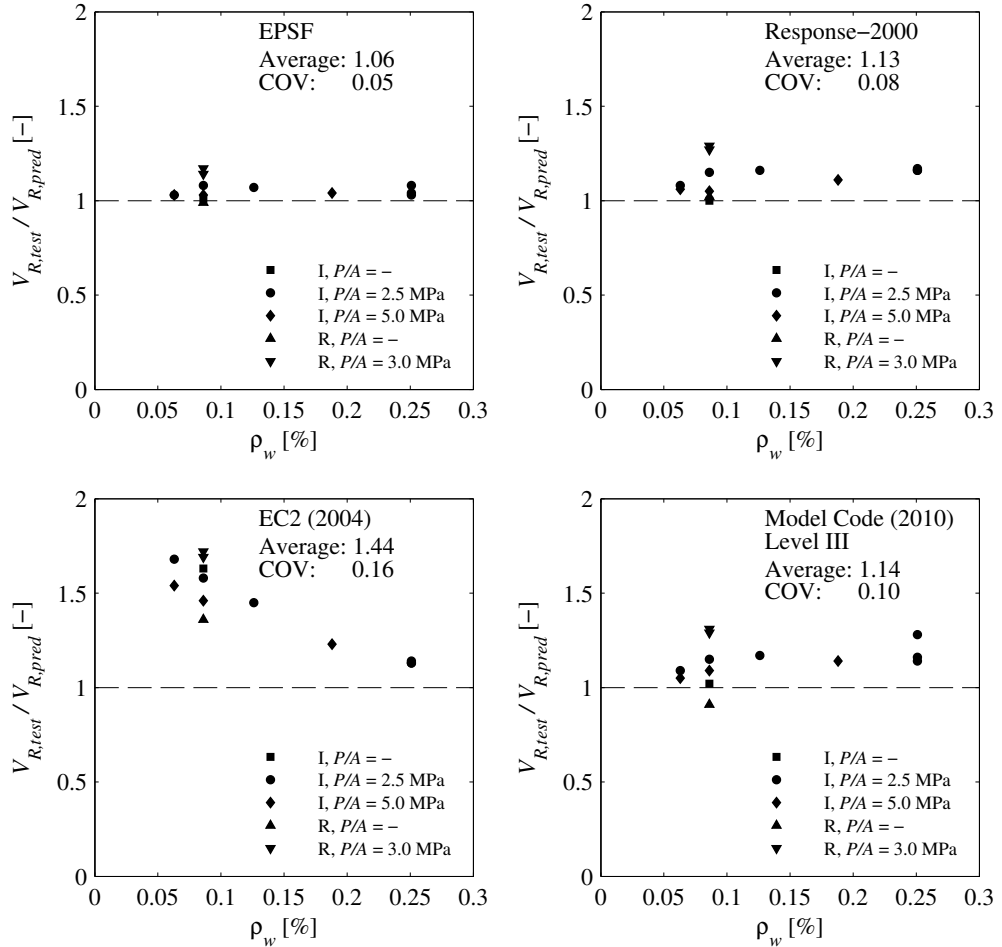 EPSF
Average: 1.06
COV: 0.05
2
1.5
1
0.5
0
V_R,test / V_R,pred [−]
I, P/A = −
I, P/A = 2.5 MPa
I, P/A = 5.0 MPa
R, P/A = −
R, P/A = 3.0 MPa
0 0.05 0.1 0.15 0.2 0.25 0.3
ρ_w [%]
Response−2000
Average: 1.13
COV: 0.08
2
1.5
1
0.5
0
V_R,test / V_R,pred [−]
I, P/A = −
I, P/A = 2.5 MPa
I, P/A = 5.0 MPa
R, P/A = −
R, P/A = 3.0 MPa
0 0.05 0.1 0.15 0.2 0.25 0.3
ρ_w [%]
EC2 (2004)
Average: 1.44
COV: 0.16
2
1.5
1
0.5
0
V_R,test / V_R,pred [−]
I, P/A = −
I, P/A = 2.5 MPa
I, P/A = 5.0 MPa
R, P/A = −
R, P/A = 3.0 MPa
0 0.05 0.1 0.15 0.2 0.25 0.3
ρ_w [%]
Model Code (2010)
Level III
Average: 1.14
COV: 0.10
2
1.5
1
0.5
0
V_R,test / V_R,pred [−]
I, P/A = −
I, P/A = 2.5 MPa
I, P/A = 5.0 MPa
R, P/A = −
R, P/A = 3.0 MPa
0 0.05 0.1 0.15 0.2 0.25 0.3
ρ_w [%]